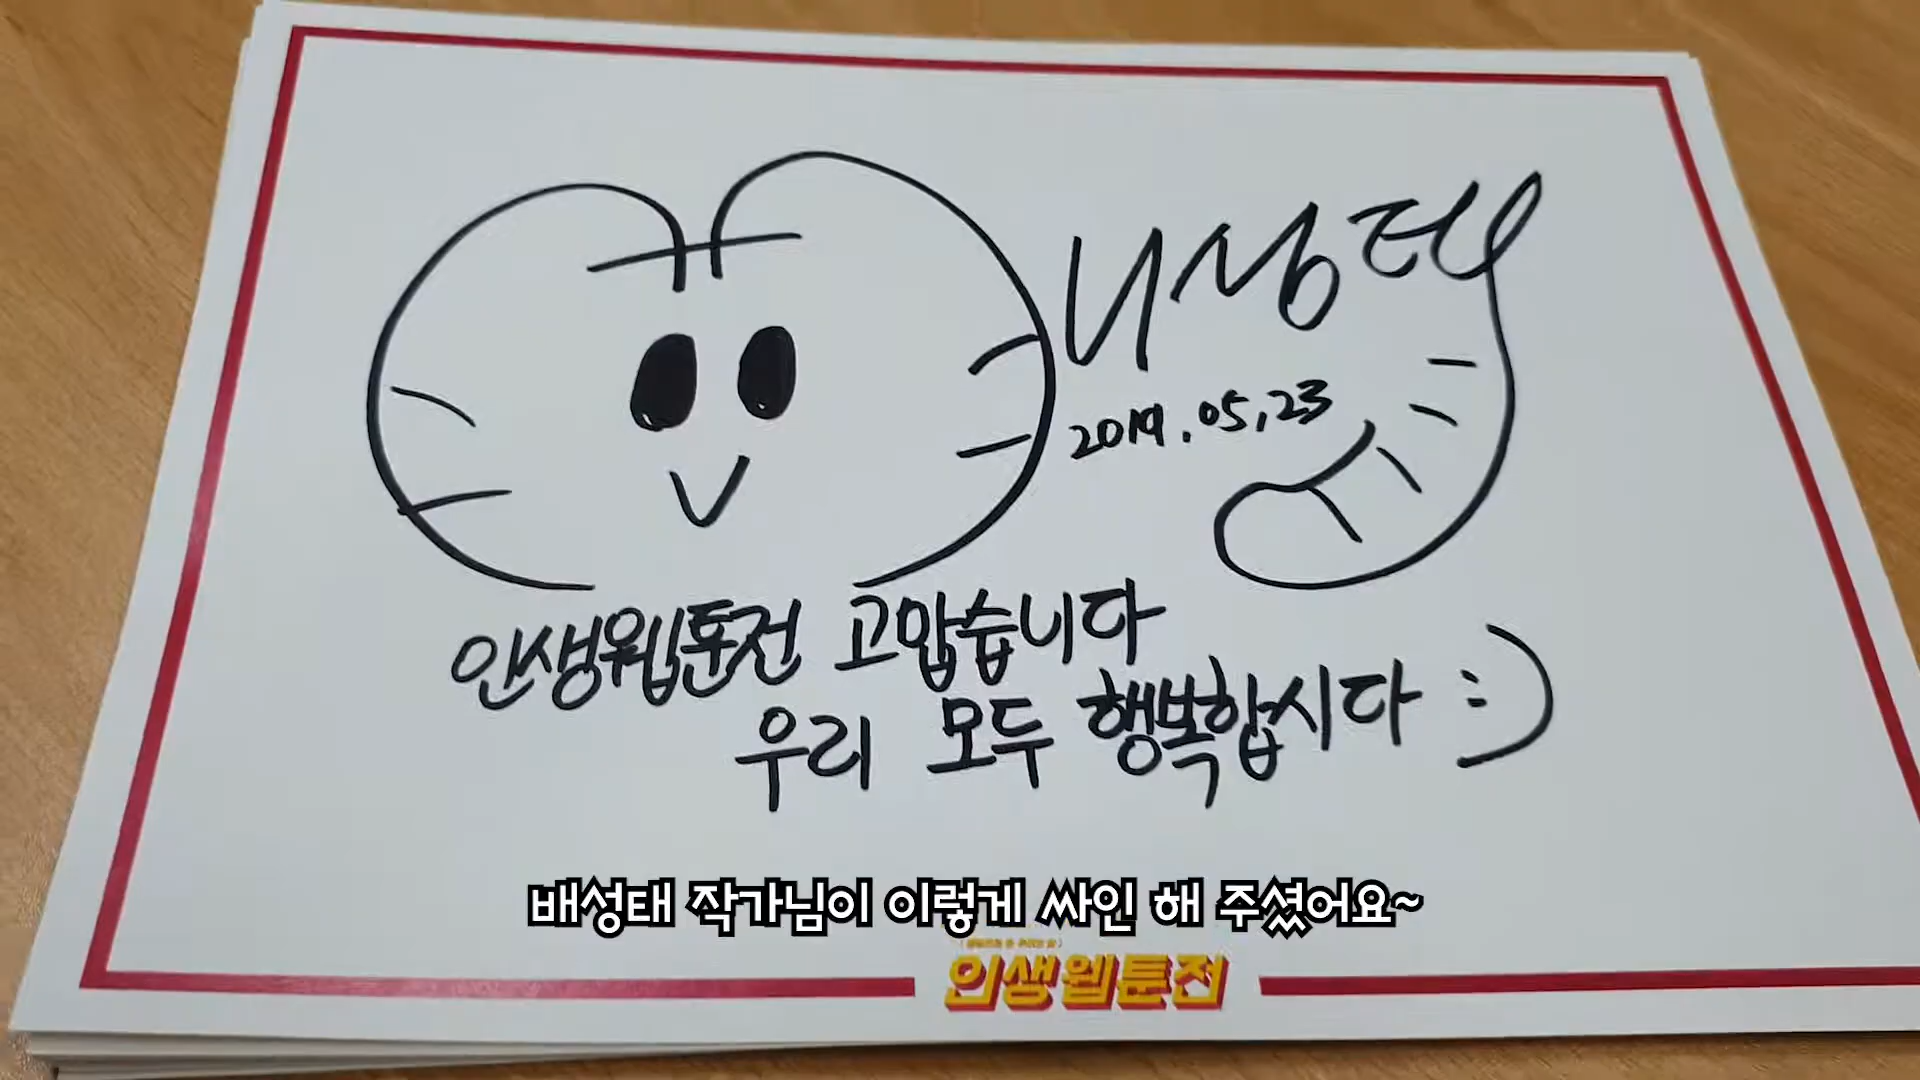 배성태
2019.05.23
인생웹툰전 고맙습니다
우리 모두 행복합시다 :)
배성태 작가님이 이렇게 싸인 해 주셨어요~
인생웹툰전